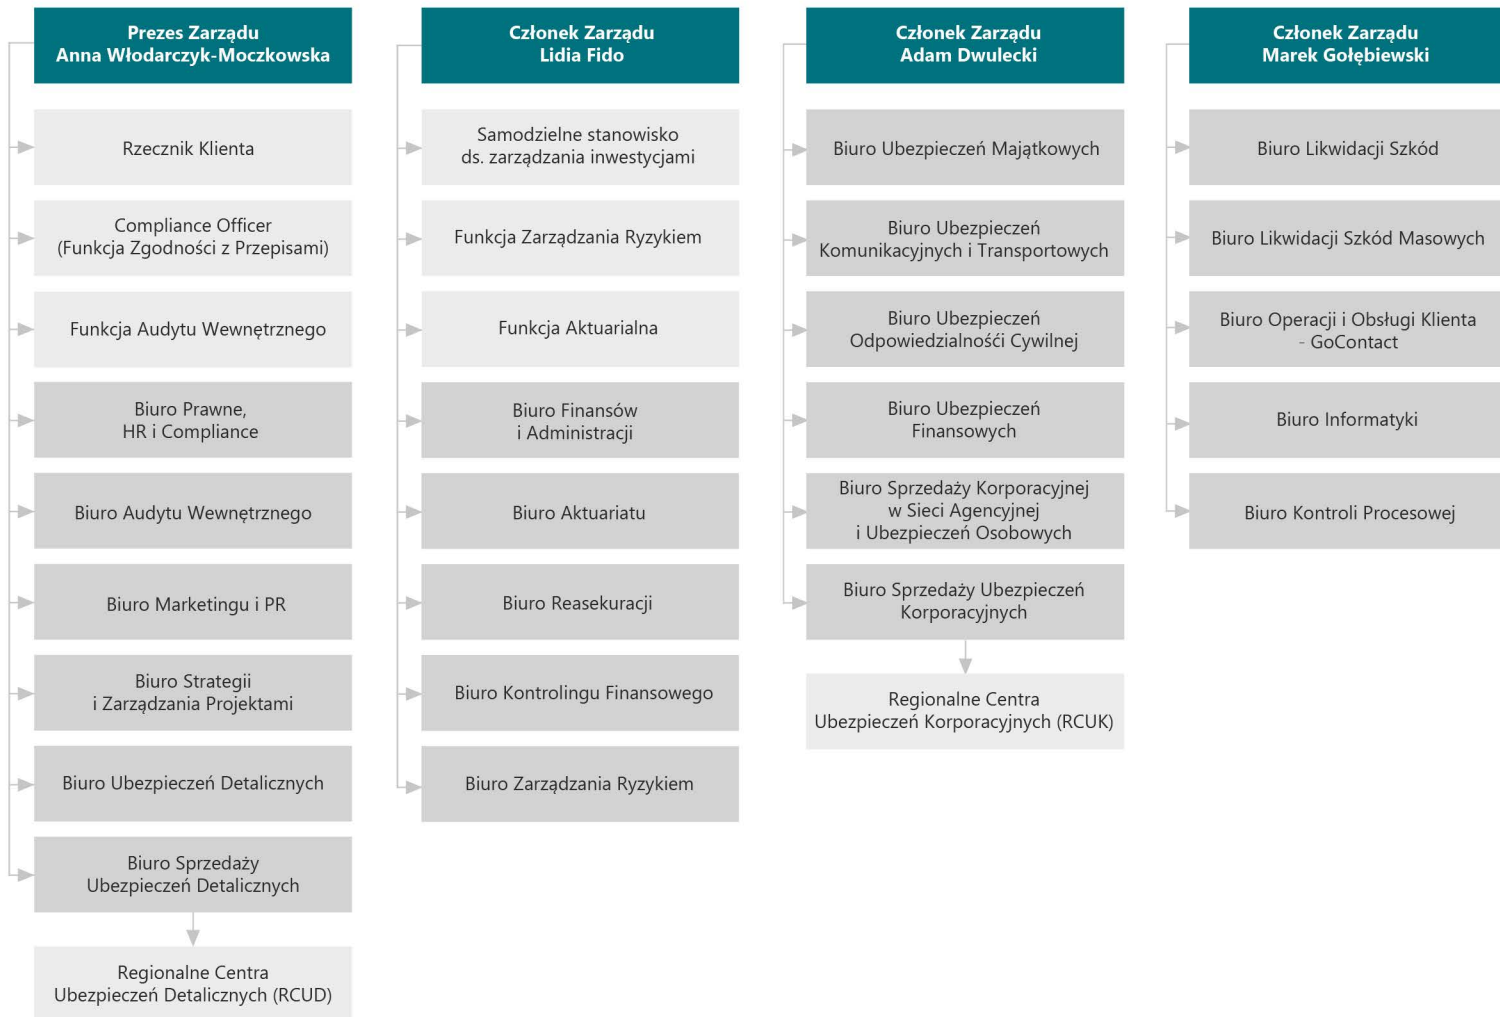 Prezes Zarządu
Anna Włodarczyk-Moczkowska
Rzecznik Klienta
Compliance Officer
(Funkcja Zgodności z Przepisami)
Funkcja Audytu Wewnętrznego
Biuro Prawne,
HR i Compliance
Biuro Audytu Wewnętrznego
Biuro Marketingu i PR
Biuro Strategii
i Zarządzania Projektami
Biuro Ubezpieczeń Detalicznych
Biuro Sprzedaży
Ubezpieczeń Detalicznych
Regionalne Centra
Ubezpieczeń Detalicznych (RCUD)
Członek Zarządu
Lidia Fido
Samodzielne stanowisko
ds. zarządzania inwestycjami
Funkcja Zarządzania Ryzykiem
Funkcja Aktuarialna
Biuro Finansów
i Administracji
Biuro Aktuariatu
Biuro Reasekuracji
Biuro Kontrolingu Finansowego
Biuro Zarządzania Ryzykiem
Członek Zarządu
Adam Dwulecki
Biuro Ubezpieczeń Majątkowych
Biuro Ubezpieczeń
Komunikacyjnych i Transportowych
Biuro Ubezpieczeń
Odpowiedzialnośći Cywilnej
Biuro Ubezpieczeń
Finansowych
Biuro Sprzedaży Korporacyjnej
w Sieci Agencyjnej
i Ubezpieczeń Osobowych
Biuro Sprzedaży Ubezpieczeń
Korporacyjnych
Regionalne Centra
Ubezpieczeń Korporacyjnych (RCUK)
Członek Zarządu
Marek Gołębiewski
Biuro Likwidacji Szkód
Biuro Likwidacji Szkód Masowych
Biuro Operacji i Obsługi Klienta
- GoContact
Biuro Informatyki
Biuro Kontroli Procesowej